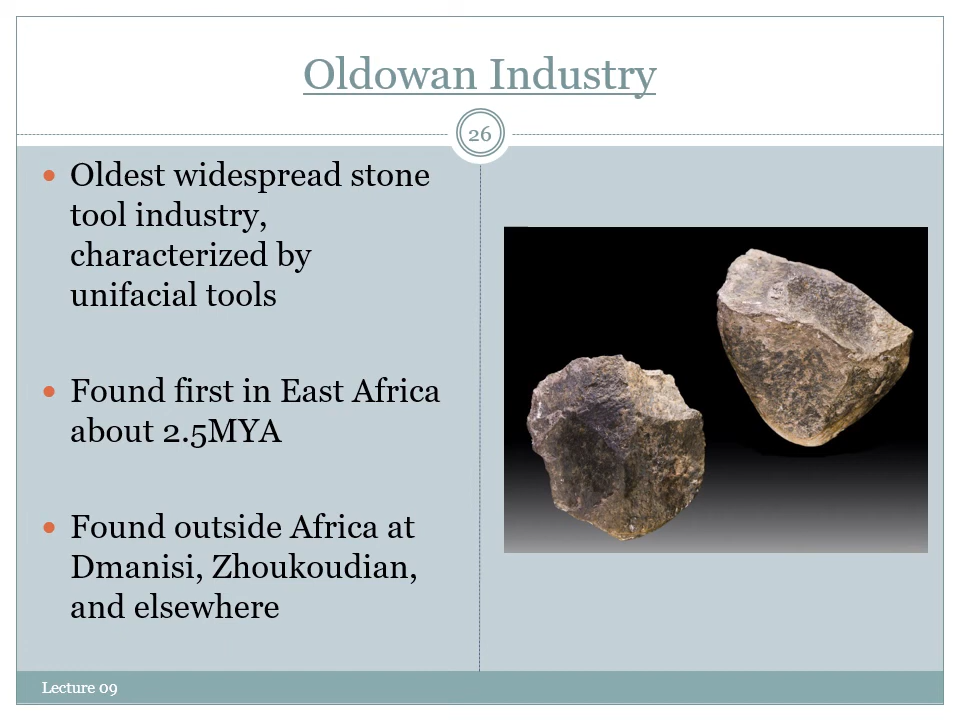 Oldowan Industry
26
Oldest widespread stone
tool industry,
characterized by
unifacial tools
Found first in East Africa
about 2.5MYA
Found outside Africa at
Dmanisi, Zhoukoudian,
and elsewhere
Lecture 09